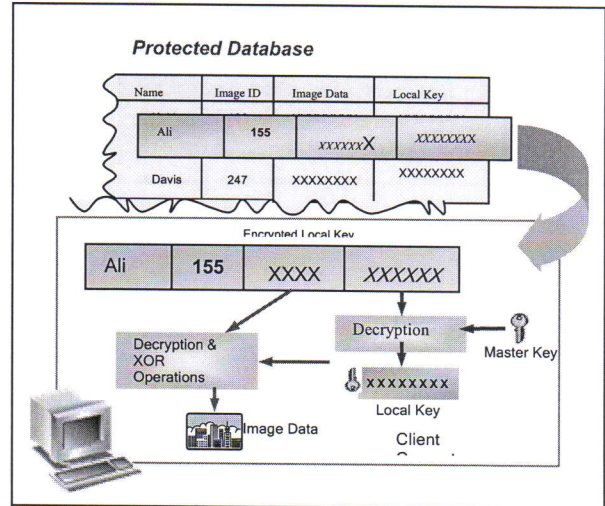 Protected Database
Name Image ID Image Data Local Key
Ali 155 xxxxxxX xxxxxxxx
Davis 247 XXXXXXXX XXXXXXXX
Encrypted Local Key
Ali 155 XXXX XXXXXX
Decryption & XOR Operations
Decryption
Master Key
XXXXXXXX
Local Key
Image Data
Client